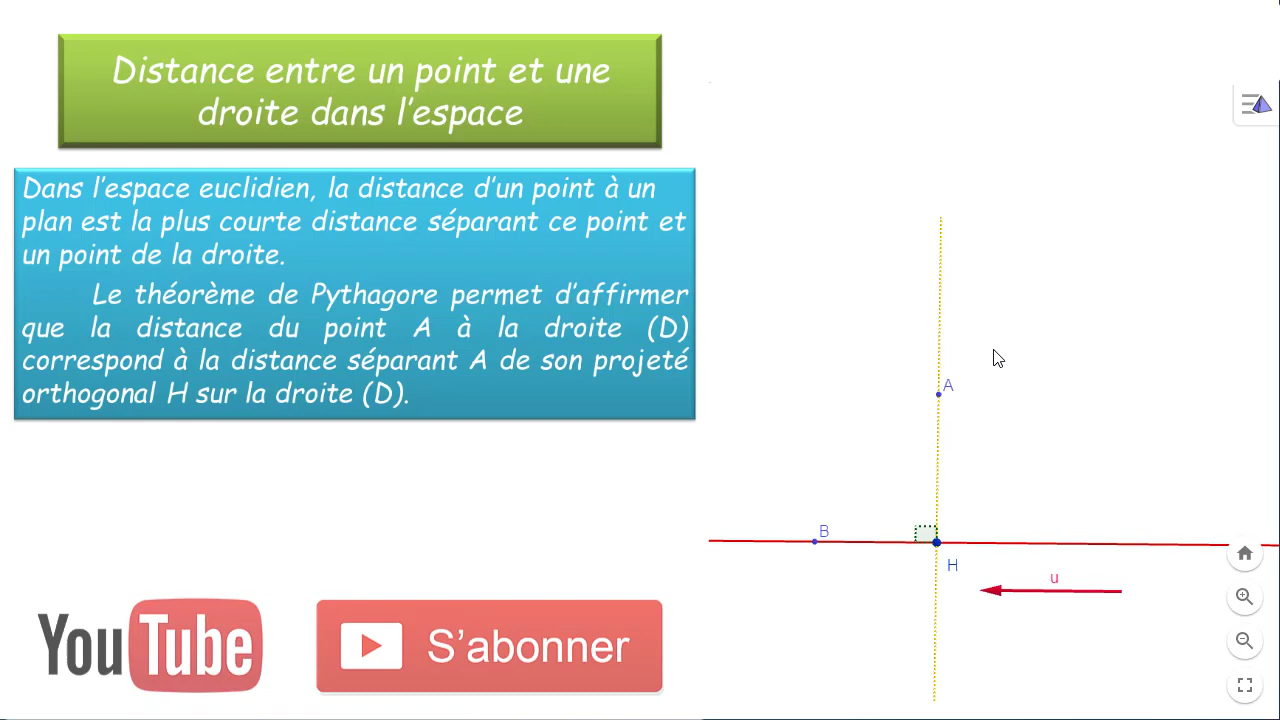 Distance entre un point et une
droite dans l'espace
Dans l'espace euclidien, la distance d'un point à un
plan est la plus courte distance séparant ce point et
un point de la droite.
Le théorème de Pythagore permet d'affirmer
que la distance du point A à la droite (D)
correspond à la distance séparant A de son projeté
orthogonal H sur la droite (D).
A
B
H
u
YouTube
S'abonner